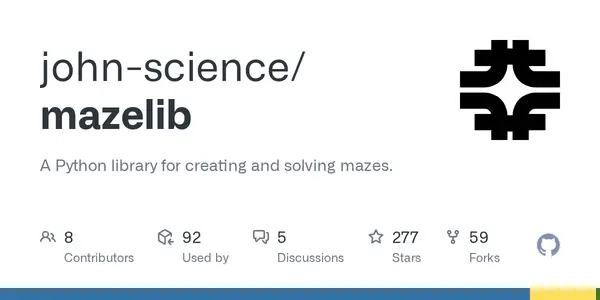 john-science/
mazelib
A Python library for creating and solving mazes.
8 92 5 277 59
Contributors Used by Discussions Stars Forks